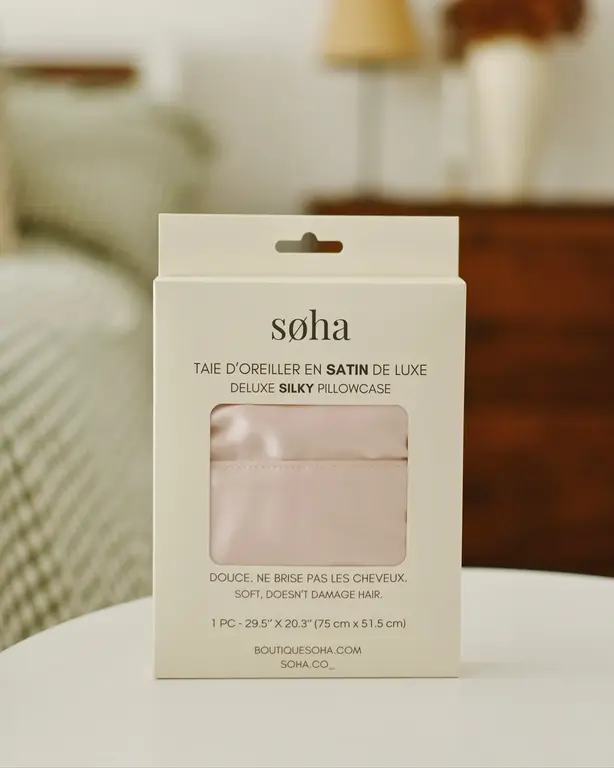 søha
TAIE D'OREILLER EN SATIN DE LUXE
DELUXE SILKY PILLOWCASE
DOUCE. NE BRISE PAS LES CHEVEUX.
SOFT, DOESN'T DAMAGE HAIR.
1 PC - 29.5" X 20.3" (75 cm x 51.5 cm)
BOUTIQUESOHA.COM
SOHA.CO_